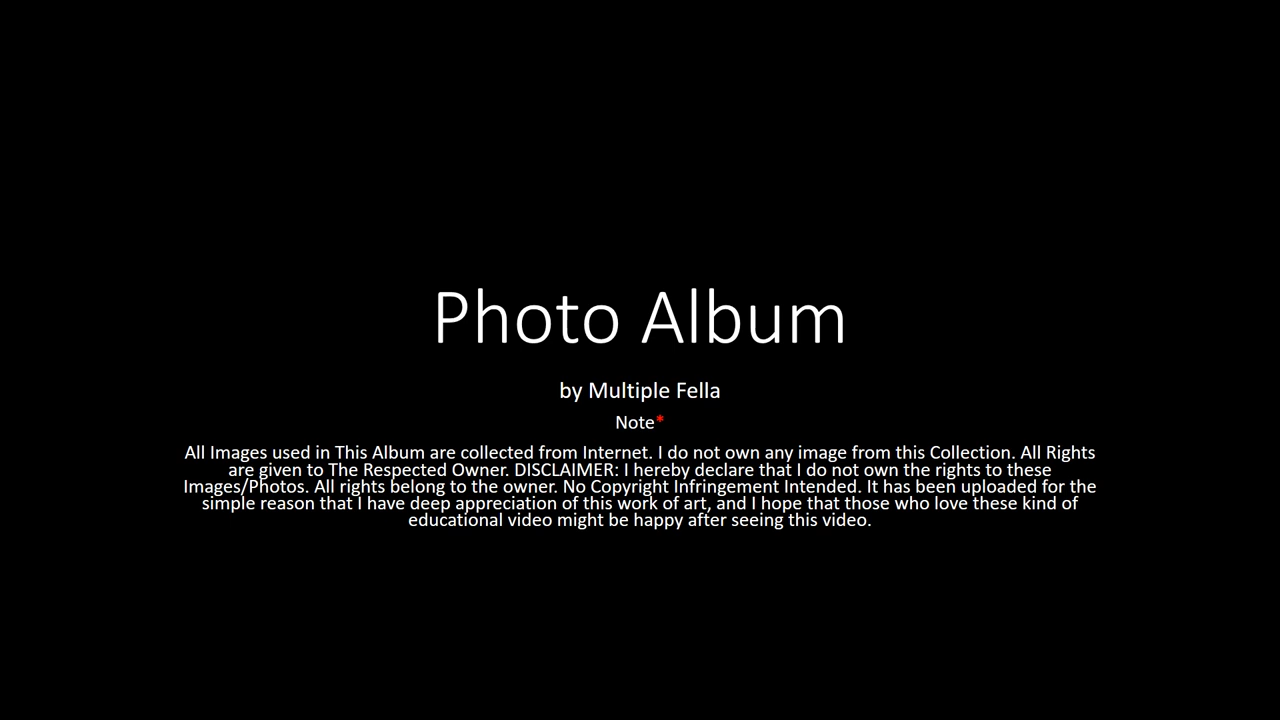 Photo Album
by Multiple Fella
Note*
All Images used in This Album are collected from Internet. I do not own any image from this Collection. All Rights
are given to The Respected Owner. DISCLAIMER: I hereby declare that I do not own the rights to these
Images/Photos. All rights belong to the owner. No Copyright Infringement Intended. It has been uploaded for the
simple reason that I have deep appreciation of this work of art, and I hope that those who love these kind of
educational video might be happy after seeing this video.